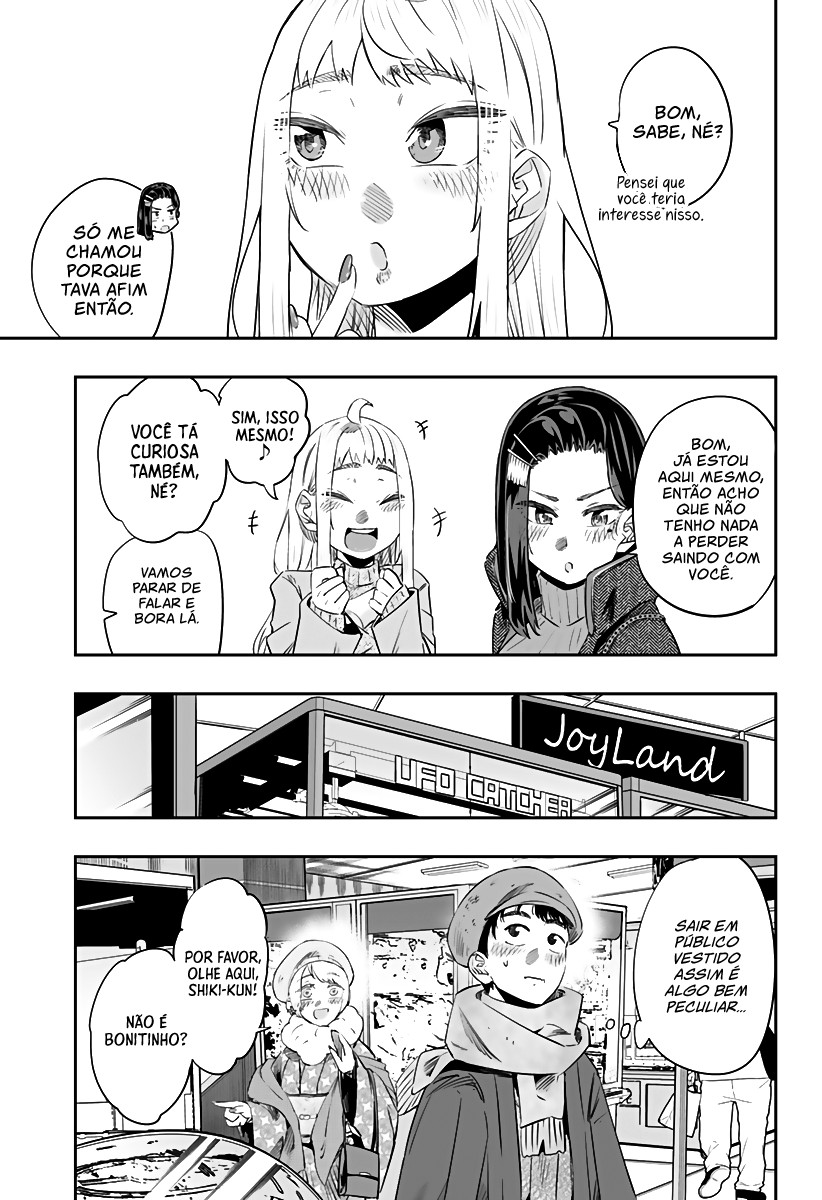 BOM,
SABE, NÉ?
Pensei que
você teria
interesse nisso.
SÓ ME
CHAMOU
PORQUE
TAVA AFIM
ENTÃO.
BOM,
JÁ ESTOU
AQUI MESMO,
ENTÃO ACHO
QUE NÃO
TENHO NADA
A PERDER
SAINDO COM
VOCÊ.
SIM, ISSO
MESMO!
♪
VOCÊ TÁ
CURIOSA
TAMBÉM,
NÉ?
VAMOS
PARAR DE
FALAR E
BORA LÁ.
JoyLand
UFO CATCHER
SAIR EM
PÚBLICO
VESTIDO
ASSIM É
ALGO BEM
PECULIAR...
POR FAVOR,
OLHE AQUI,
SHIKI-KUN!
NÃO É
BONITINHO?